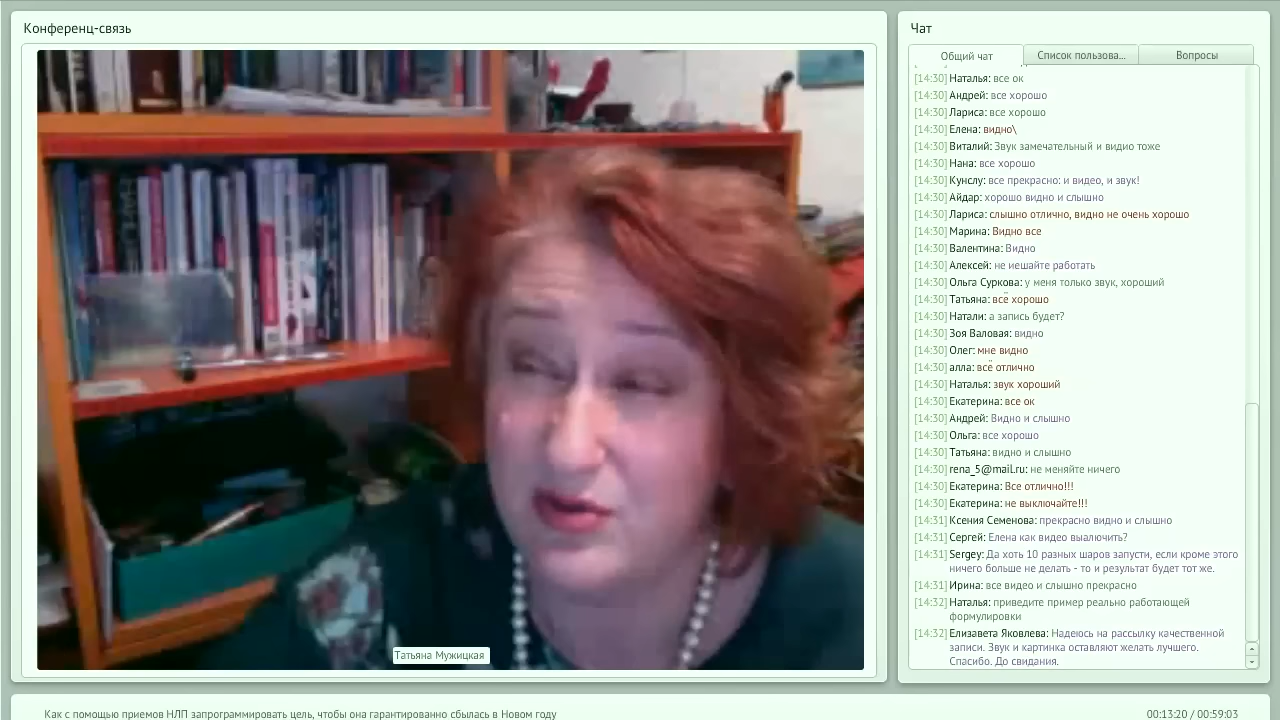 Конференц-связь
Татьяна Мужицкая
Чат
Общий чат
Список пользова...
Вопросы
[14:30] Наталья: все ок
[14:30] Андрей: все хорошо
[14:30] Лариса: все хорошо
[14:30] Елена: видно\
[14:30] Виталий: Звук замечательный и видио тоже
[14:30] Нана: все хорошо
[14:30] Кунслу: все прекрасно: и видео, и звук!
[14:30] Айдар: хорошо видно и слышно
[14:30] Лариса: слышно отлично, видно не очень хорошо
[14:30] Марина: Видно все
[14:30] Валентина: Видно
[14:30] Алексей: не иешайте работать
[14:30] Ольга Суркова: у меня только звук, хороший
[14:30] Татьяна: всё хорошо
[14:30] Натали: а запись будет?
[14:30] Зоя Валовая: видно
[14:30] Олег: мне видно
[14:30] алла: всё отлично
[14:30] Наталья: звук хороший
[14:30] Екатерина: все ок
[14:30] Андрей: Видно и слышно
[14:30] Ольга: все хорошо
[14:30] Татьяна: видно и слышно
[14:30] rena_5@mail.ru: не меняйте ничего
[14:30] Екатерина: Все отлично!!!
[14:30] Екатерина: не выключайте!!!
[14:31] Ксения Семенова: прекрасно видно и слышно
[14:31] Сергей: Елена как видео выалючить?
[14:31] Sergey: Да хоть 10 разных шаров запусти, если кроме этого
ничего больше не делать - то и результат будет тот же.
[14:31] Ирина: все видео и слышно прекрасно
[14:32] Наталья: приведите пример реально работающей
формулировки
[14:32] Елизавета Яковлева: Надеюсь на рассылку качественной
записи. Звук и картинка оставляют желать лучшего.
Спасибо. До свидания.
Как с помощью приемов НЛП запрограммировать цель, чтобы она гарантированно сбылась в Новом году
00:13:20 / 00:59:03